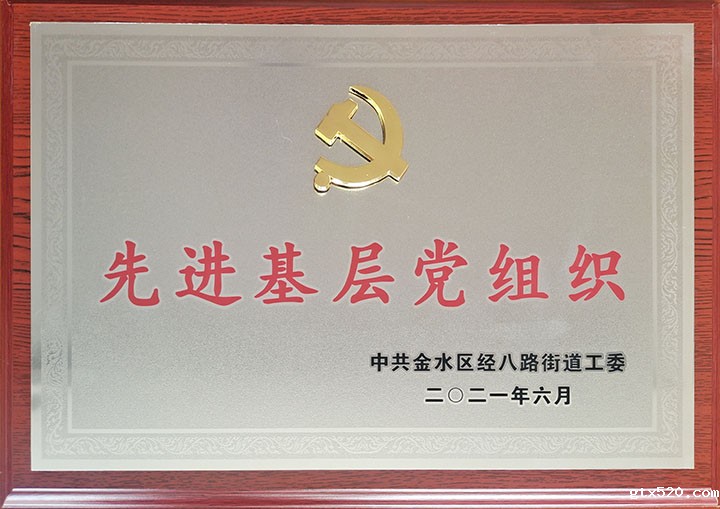 先进基层党组织
中共金水区经八路街道工委
二〇二一年六月
glx520.com